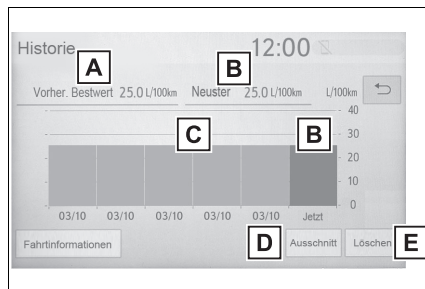 Historie
12:00
A
B
Vorher. Bestwert 25.0 L/100km
Neuster 25.0 L/100km
L/100km
40
C
B
30
20
10
0
03/10 03/10 03/10 03/10 03/10 Jetzt
Fahrtinformationen
D
Ausschnitt
Löschen
E